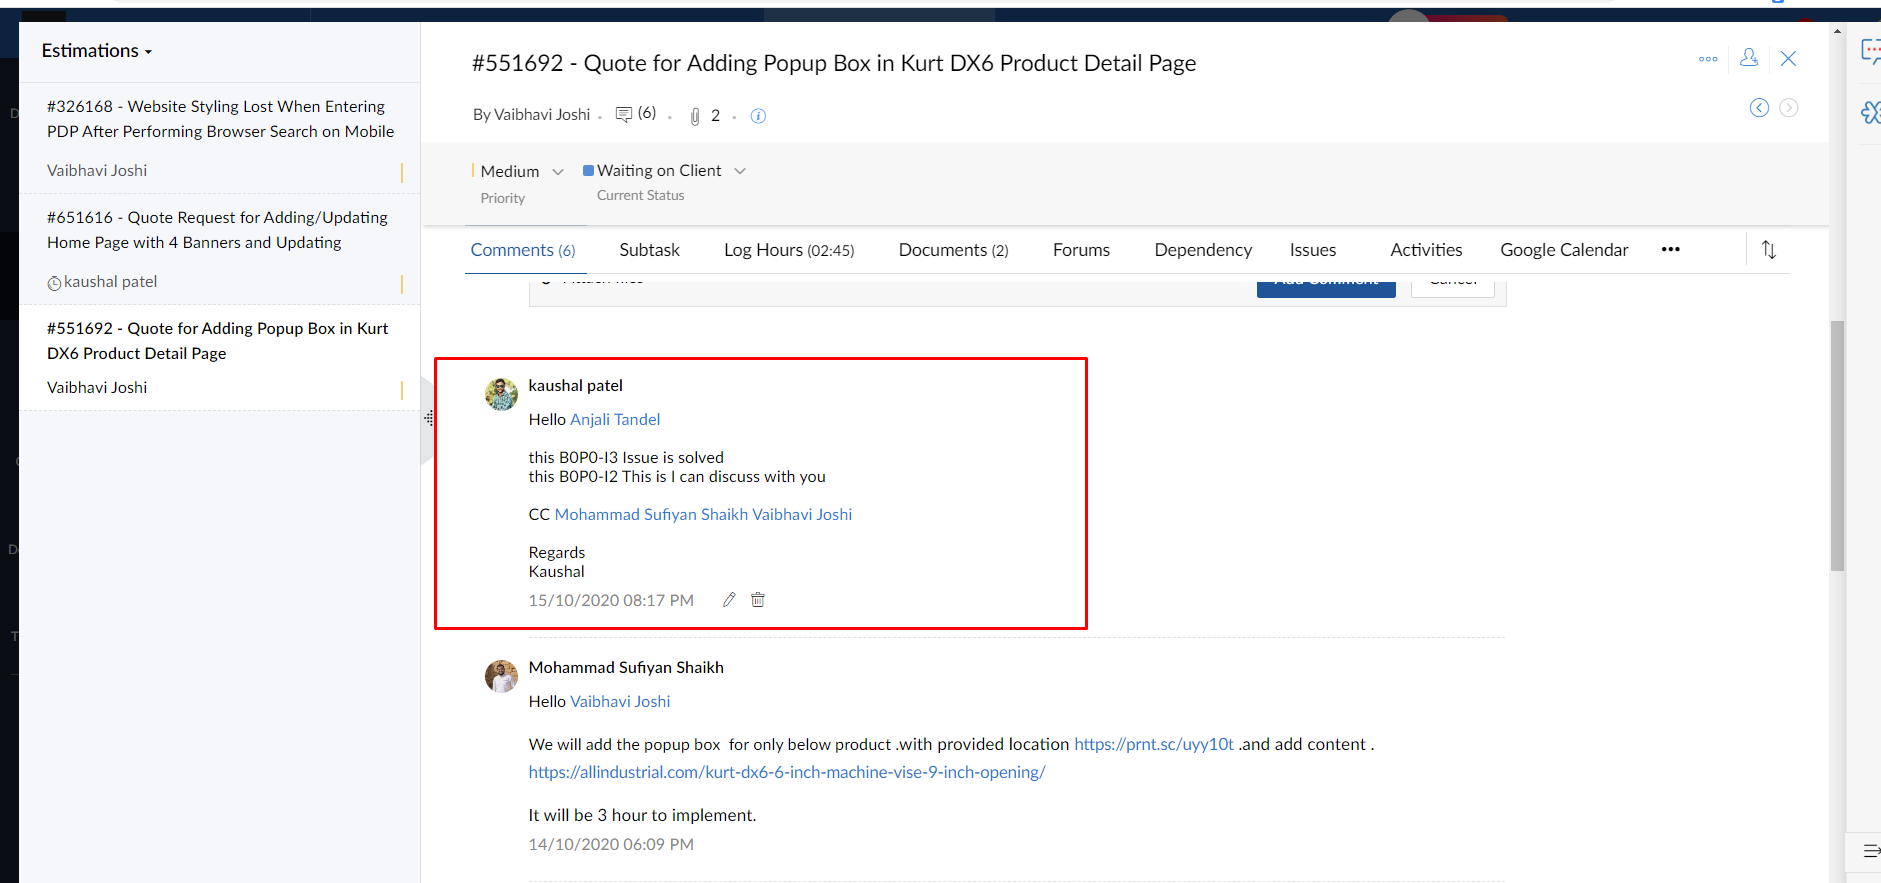 Estimations
#326168 - Website Styling Lost When Entering
PDP After Performing Browser Search on Mobile
Vaibhavi Joshi
#651616 - Quote Request for Adding/Updating
Home Page with 4 Banners and Updating
kaushal patel
#551692 - Quote for Adding Popup Box in Kurt
DX6 Product Detail Page
Vaibhavi Joshi
#551692 - Quote for Adding Popup Box in Kurt DX6 Product Detail Page
By Vaibhavi Joshi (6) 2
Medium
Priority
Waiting on Client
Current Status
Comments (6) Subtask Log Hours (02:45) Documents (2) Forums Dependency Issues Activities Google Calendar
Add Comment Cancel
kaushal patel
Hello Anjali Tandel
this B0P0-I3 Issue is solved
this B0P0-I2 This is I can discuss with you
CC Mohammad Sufiyan Shaikh Vaibhavi Joshi
Regards
Kaushal
15/10/2020 08:17 PM
Mohammad Sufiyan Shaikh
Hello Vaibhavi Joshi
We will add the popup box for only below product .with provided location https://prnt.sc/uyy10t .and add content .
https://allindustrial.com/kurt-dx6-6-inch-machine-vise-9-inch-opening/
It will be 3 hour to implement.
14/10/2020 06:09 PM